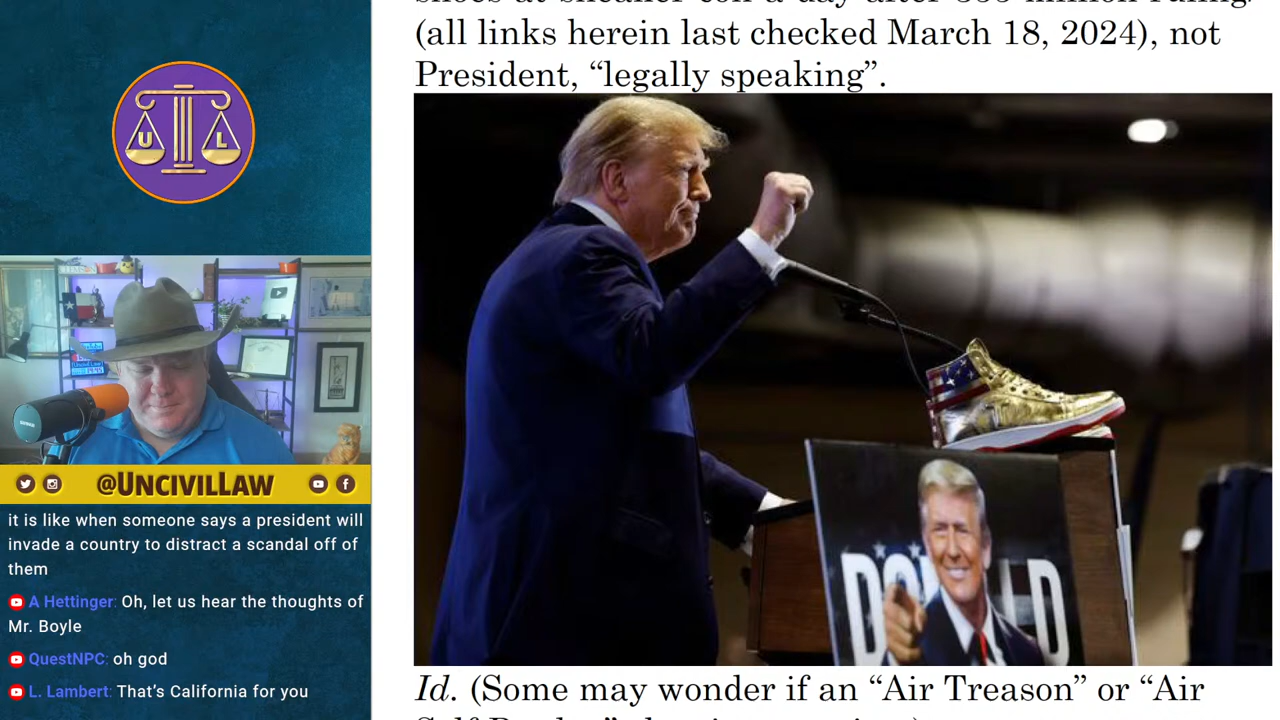 U L
@UNCIVILLAW
it is like when someone says a president will
invade a country to distract a scandal off of
them
A Hettinger: Oh, let us hear the thoughts of
Mr. Boyle
QuestNPC: oh god
L. Lambert: That’s California for you
(all links herein last checked March 18, 2024), not
President, “legally speaking”.
Id. (Some may wonder if an “Air Treason” or “Air